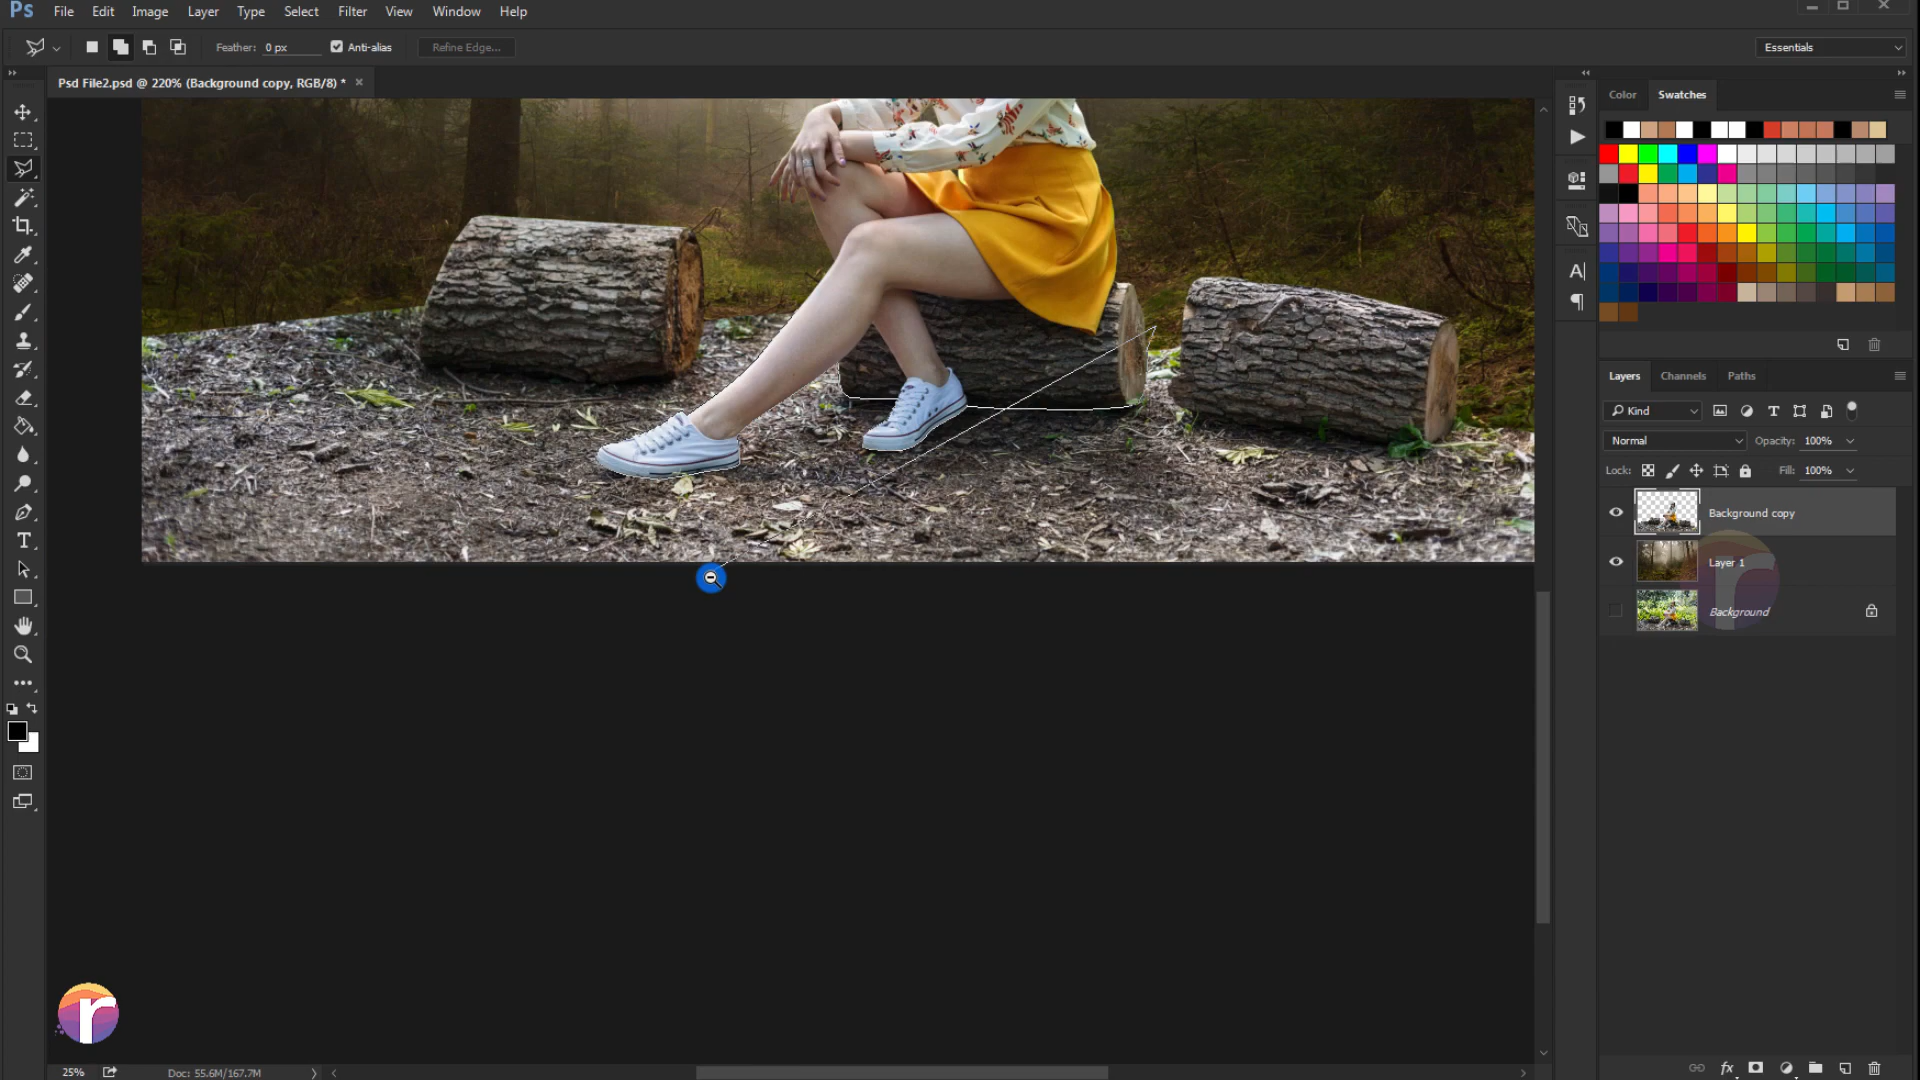 Ps File Edit Image Layer Type Select Filter View Window Help
Feather: 0 px Anti-alias Refine Edge... Essentials
Psd File2.psd @ 220% (Background copy, RGB/8) * ×
Color Swatches
Layers Channels Paths
Kind
Normal Opacity: 100%
Lock: Fill: 100%
Background copy
Layer 1
Background
r
25% Doc: 55.6M/167.7M
fx